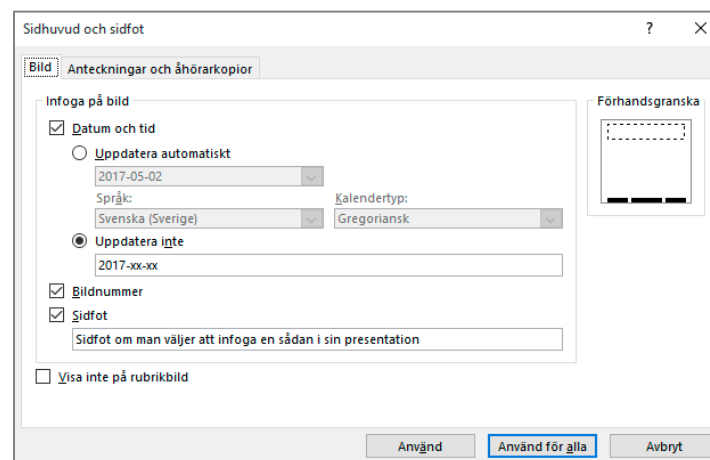 Sidhuvud och sidfot ? X
Bild Anteckningar och åhörarkopior
Infoga på bild Förhandsgranska
Datum och tid
Uppdatera automatiskt
2017-05-02
Språk: Kalendertyp:
Svenska (Sverige) Gregoriansk
Uppdatera inte
2017-xx-xx
Bildnummer
Sidfot
Sidfot om man väljer att infoga en sådan i sin presentation
Visa inte på rubrikbild
Använd Använd för alla Avbryt